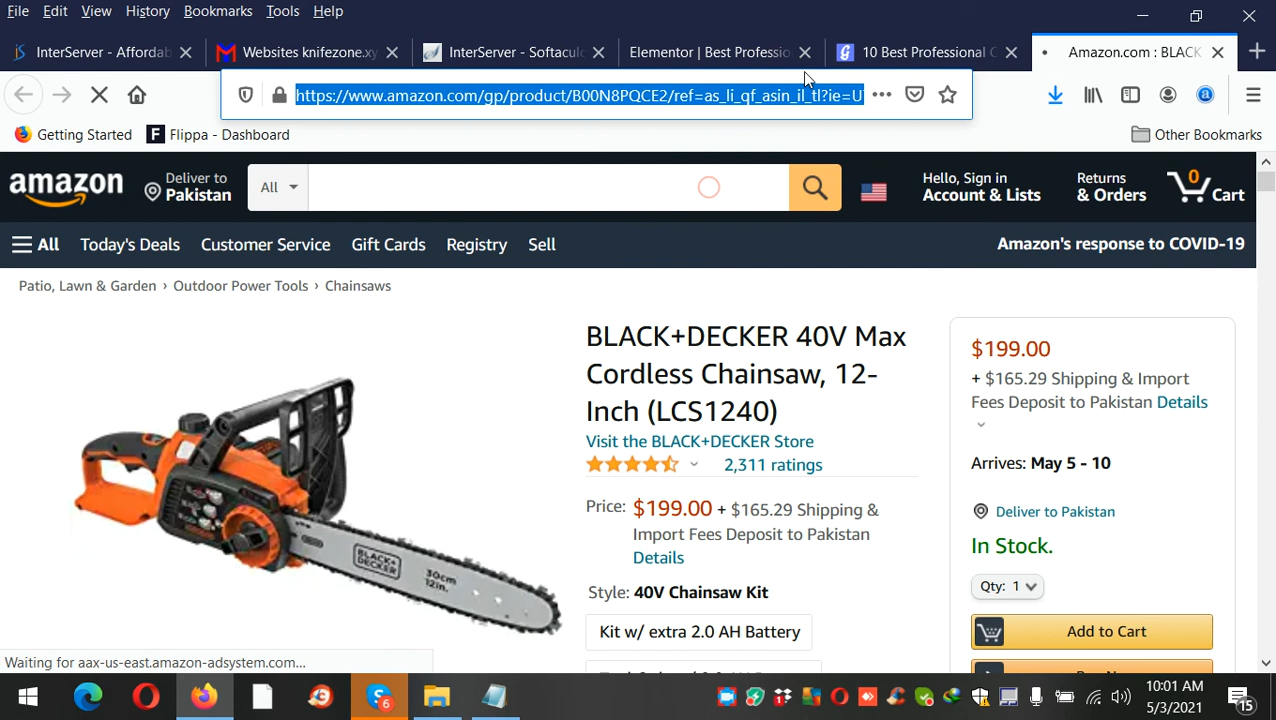 File Edit View History Bookmarks Tools Help
InterServer - Affordab
Websites knifezone.xy
InterServer - Softacul
Elementor | Best Professio
10 Best Professional C
Amazon.com : BLACK
https://www.amazon.com/gp/product/B00N8PQCE2/ref=as_li_qf_asin_il_tl?ie=U
Getting Started
Flippa - Dashboard
Other Bookmarks
amazon
Deliver to
Pakistan
All
Hello, Sign in
Account & Lists
Returns
& Orders
0
Cart
All Today's Deals Customer Service Gift Cards Registry Sell
Amazon's response to COVID-19
Patio, Lawn & Garden › Outdoor Power Tools › Chainsaws
BLACK+DECKER 40V Max
Cordless Chainsaw, 12-
Inch (LCS1240)
Visit the BLACK+DECKER Store
2,311 ratings
Price: $199.00 + $165.29 Shipping &
Import Fees Deposit to Pakistan
Details
Style: 40V Chainsaw Kit
Kit w/ extra 2.0 AH Battery
$199.00
+ $165.29 Shipping & Import
Fees Deposit to Pakistan Details
Arrives: May 5 - 10
Deliver to Pakistan
In Stock.
Qty: 1
Add to Cart
BLACK+
DECKER
30cm
12in.
Waiting for aax-us-east.amazon-adsystem.com...
6
10:01 AM
5/3/2021
15